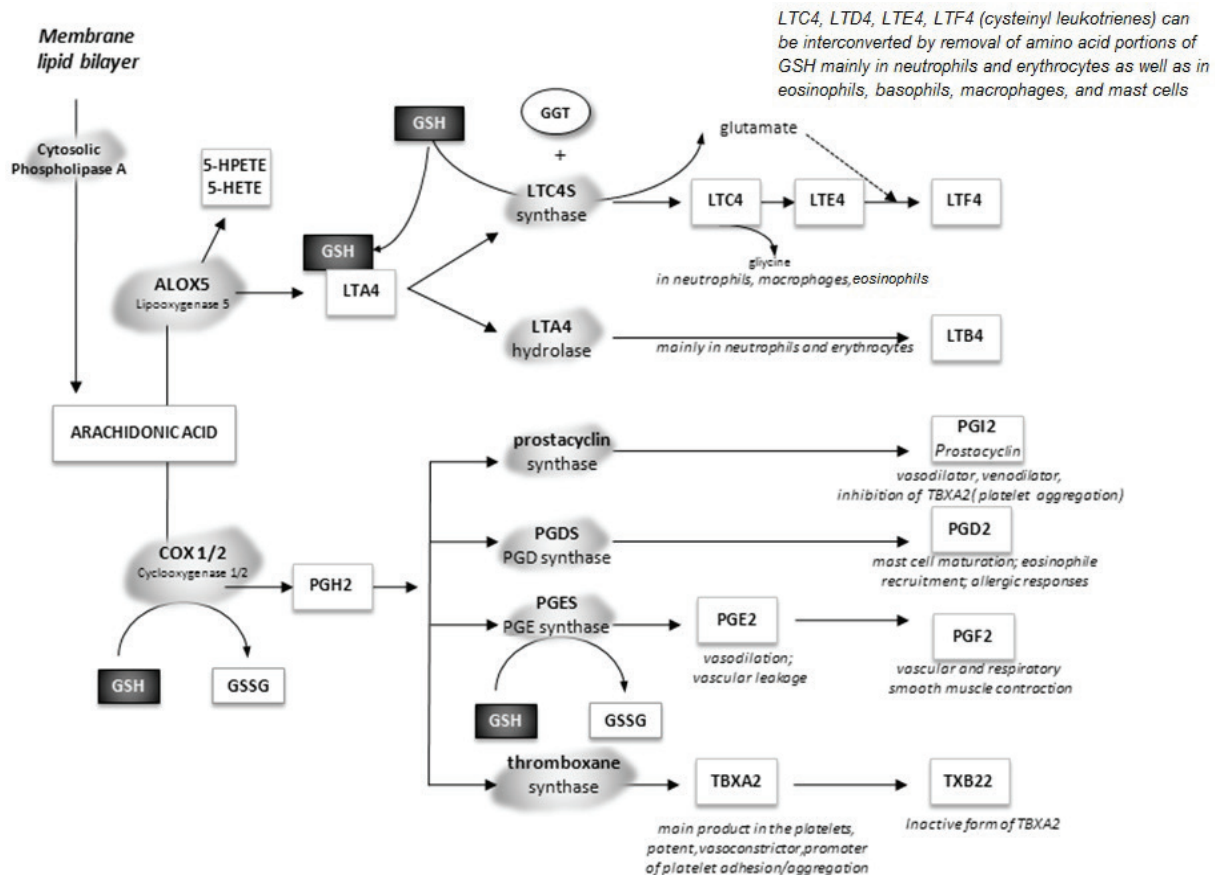 LTC4, LTD4, LTE4, LTF4 (cysteinyl leukotrienes) can
be interconverted by removal of amino acid portions of
GSH mainly in neutrophils and erythrocytes as well as in
eosinophils, basophils, macrophages, and mast cells
Membrane
lipid bilayer
Cytosolic
Phospholipase A
5-HPETE
5-HETE
GSH
GGT
+
glutamate
LTC4S
synthase
LTC4
LTE4
LTF4
GSH
LTA4
ALOX5
Lipooxygenase 5
gliycine
in neutrophils, macrophages,eosinophils
LTA4
hydrolase
mainly in neutrophils and erythrocytes
LTB4
ARACHIDONIC ACID
prostacyclin
synthase
PGI2
Prostacyclin
vasodilator, venodilator,
inhibition of TBXA2( platelet aggregation)
COX 1/2
Cyclooxygenase 1/2
PGH2
PGDS
PGD synthase
PGD2
mast cell maturation; eosinophile
recruitment; allergic responses
PGES
PGE synthase
PGE2
vasodilation;
vascular leakage
PGF2
vascular and respiratory
smooth muscle contraction
GSH
GSSG
GSH
GSSG
thromboxane
synthase
TBXA2
TXB22
main product in the platelets,
potent,vasoconstrictor,promoter
of platelet adhesion/aggregation
Inactive form of TBXA2